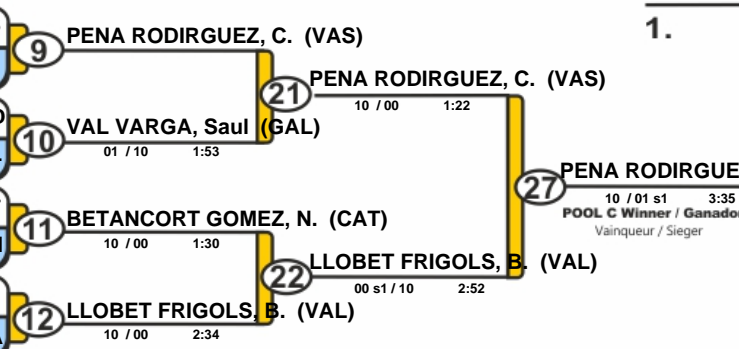 1.
9 PENA RODIRGUEZ, C. (VAS)
21 PENA RODIRGUEZ, C. (VAS)
10 / 00 1:22
10 VAL VARGA, Saul (GAL)
01 / 10 1:53
27 PENA RODIRGUE
10 / 01 s1 3:35
POOL C Winner / Ganador
Vainqueur / Sieger
11 BETANCORT GOMEZ, N. (CAT)
10 / 00 1:30
22 LLOBET FRIGOLS, B. (VAL)
00 s1 / 10 2:52
12 LLOBET FRIGOLS, B. (VAL)
10 / 00 2:34